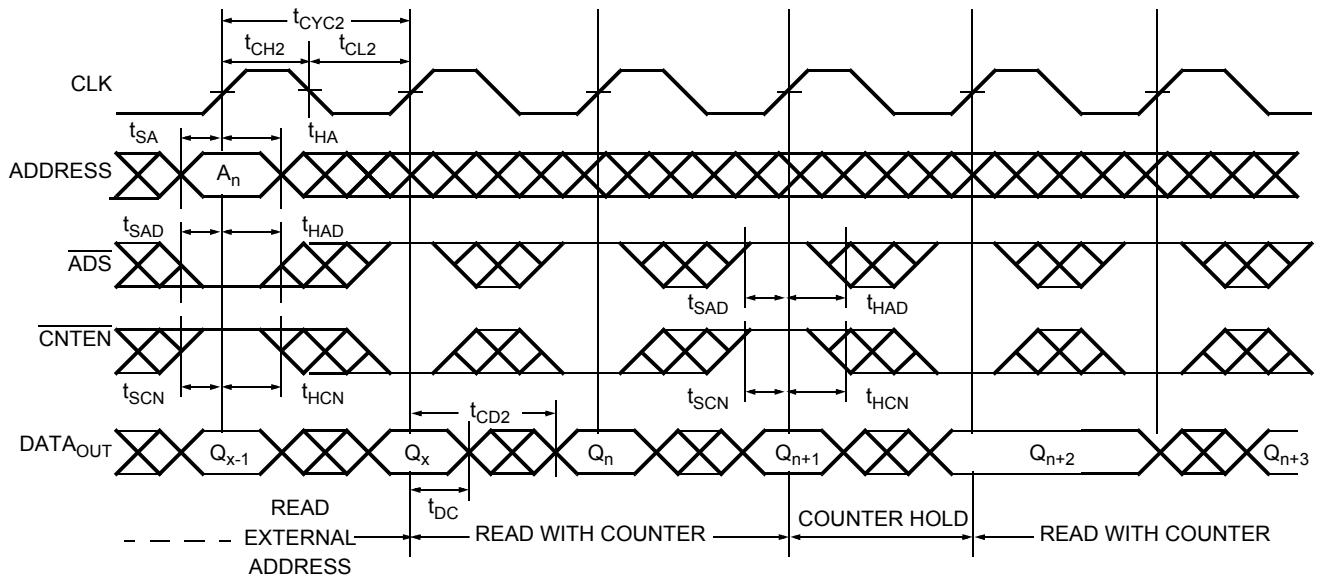 tCYC2
tCH2 tCL2
CLK
tSA tHA
ADDRESS An
tSAD tHAD
ADS
tSAD tHAD
CNTEN
tSCN tHCN tSCN tHCN
tCD2
DATAOUT Qx-1 Qx Qn Qn+1 Qn+2 Qn+3
tDC
READ
EXTERNAL
ADDRESS
READ WITH COUNTER COUNTER HOLD READ WITH COUNTER